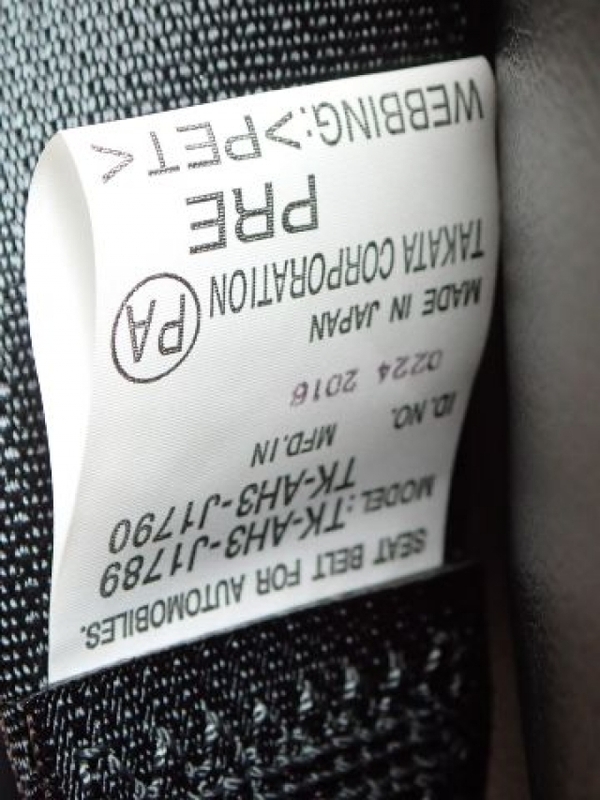 SEAT BELT FOR AUTOMOBILES.
MODEL: TK-AH3-J1789
TK-AH3-J1790
ID.NO. MFD.IN
0224 2016
MADE IN JAPAN
TAKATA CORPORATION PA
PRE
WEBBING:>PET<